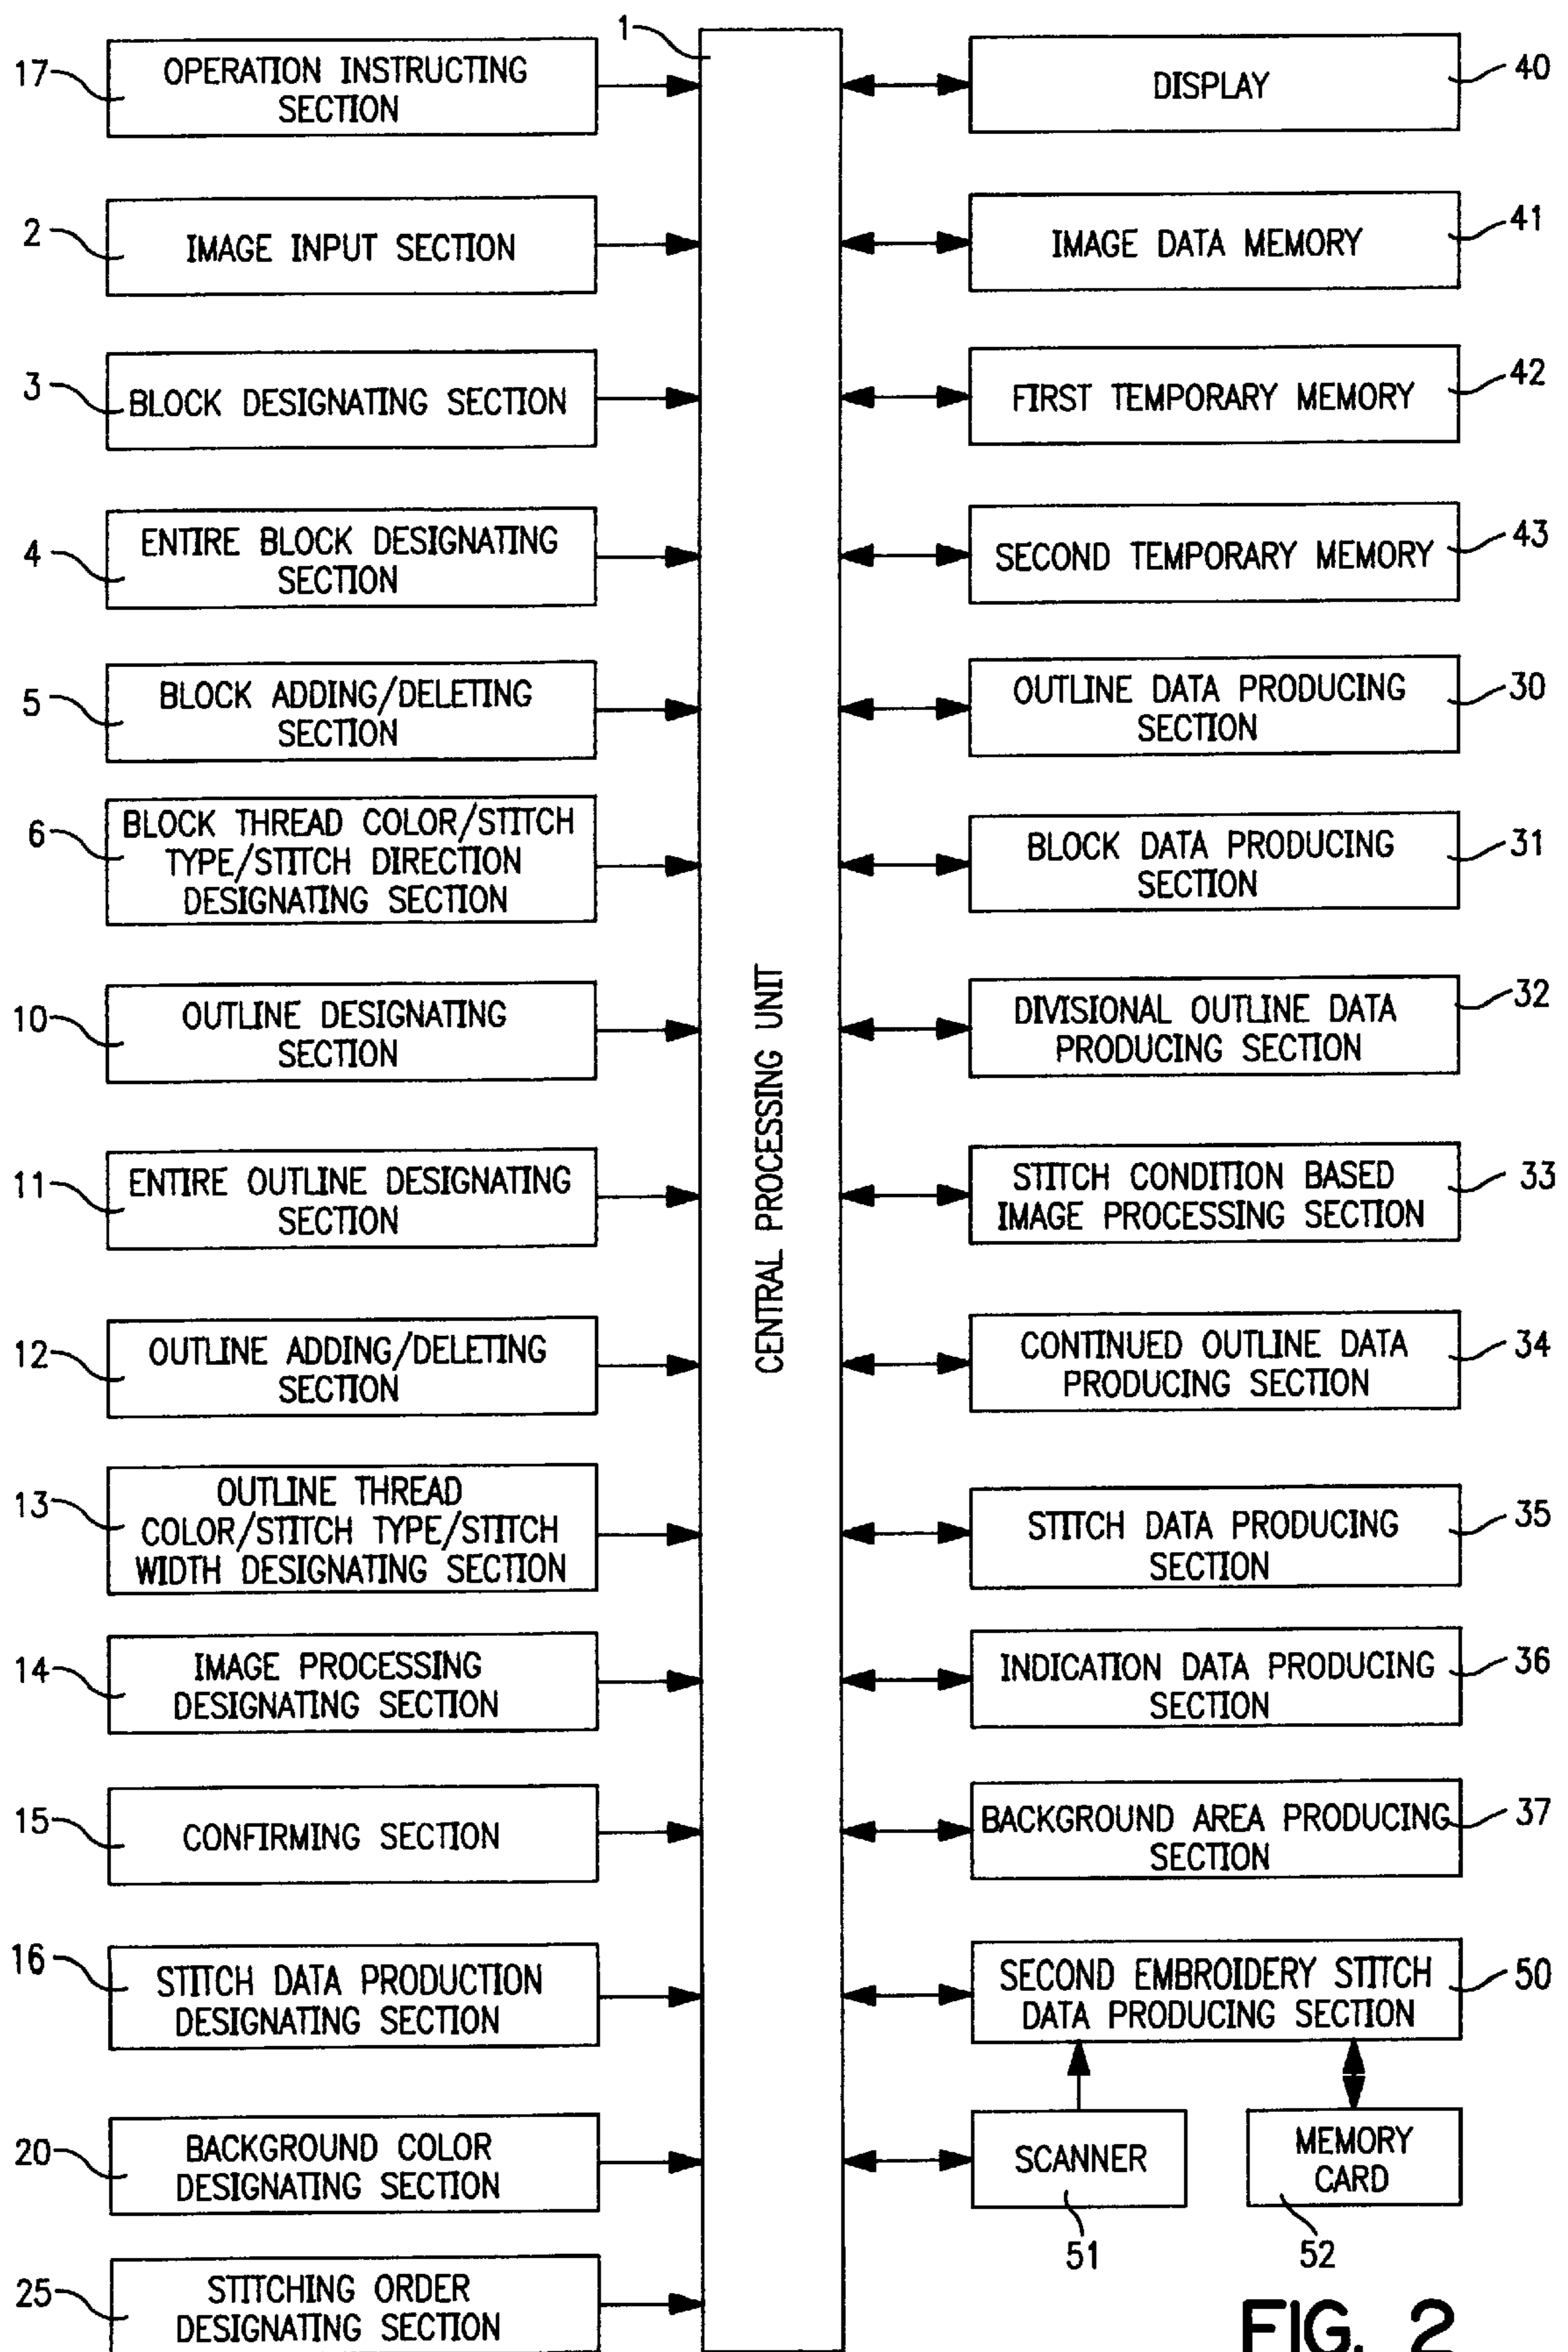 1
17
OPERATION INSTRUCTING
SECTION
2
IMAGE INPUT SECTION
3
BLOCK DESIGNATING SECTION
4
ENTIRE BLOCK DESIGNATING
SECTION
5
BLOCK ADDING/DELETING
SECTION
6
BLOCK THREAD COLOR/STITCH
TYPE/STITCH DIRECTION
DESIGNATING SECTION
10
OUTLINE DESIGNATING
SECTION
11
ENTIRE OUTLINE DESIGNATING
SECTION
12
OUTLINE ADDING/DELETING
SECTION
13
OUTLINE THREAD
COLOR/STITCH TYPE/STITCH
WIDTH DESIGNATING SECTION
14
IMAGE PROCESSING
DESIGNATING SECTION
15
CONFIRMING SECTION
16
STITCH DATA PRODUCTION
DESIGNATING SECTION
20
BACKGROUND COLOR
DESIGNATING SECTION
25
STITCHING ORDER
DESIGNATING SECTION
CENTRAL PROCESSING UNIT
DISPLAY
40
IMAGE DATA MEMORY
41
FIRST TEMPORARY MEMORY
42
SECOND TEMPORARY MEMORY
43
OUTLINE DATA PRODUCING
SECTION
30
BLOCK DATA PRODUCING
SECTION
31
DIVISIONAL OUTLINE DATA
PRODUCING SECTION
32
STITCH CONDITION BASED
IMAGE PROCESSING SECTION
33
CONTINUED OUTLINE DATA
PRODUCING SECTION
34
STITCH DATA PRODUCING
SECTION
35
INDICATION DATA PRODUCING
SECTION
36
BACKGROUND AREA PRODUCING
SECTION
37
SECOND EMBROIDERY STITCH
DATA PRODUCING SECTION
50
SCANNER
51
MEMORY
CARD
52
FIG. 2